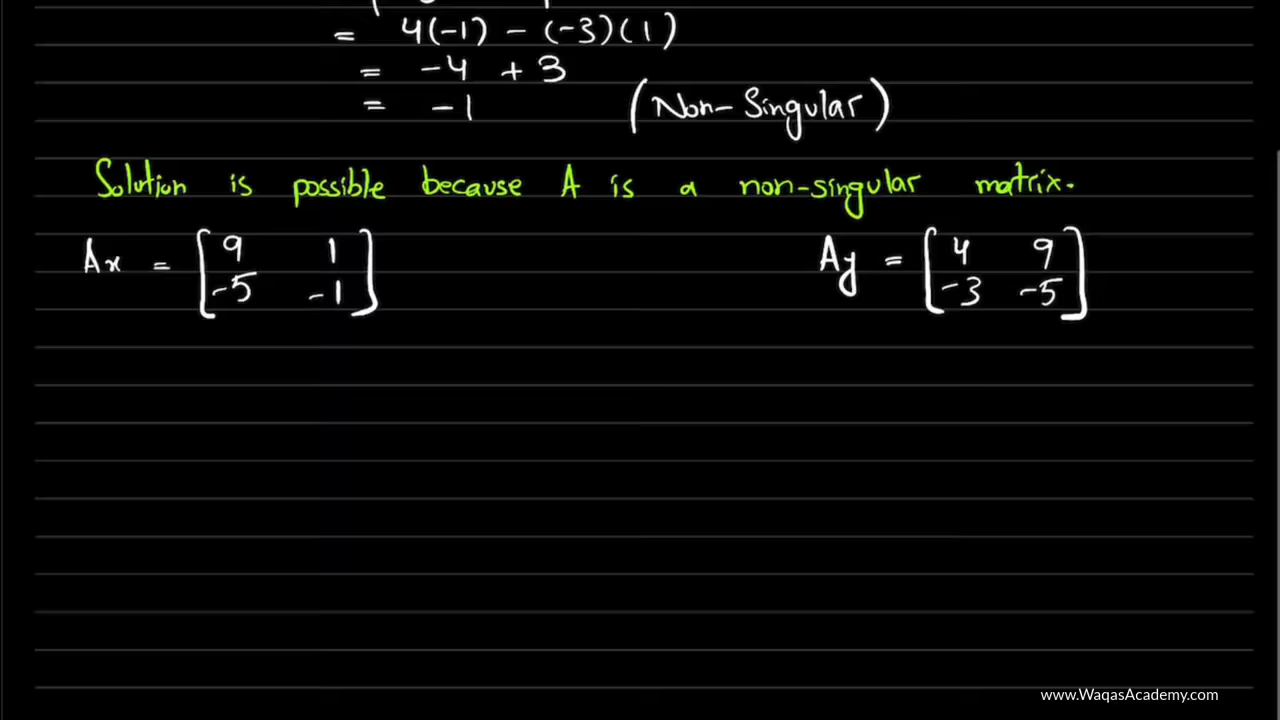 = 4(-1) - (-3)(1)
= -4 + 3
= -1 (Non-Singular)
Solution is possible because A is a non-singular matrix.
Ax = [9 1
-5 -1]
Ay = [4 9
-3 -5]
www.WaqasAcademy.com